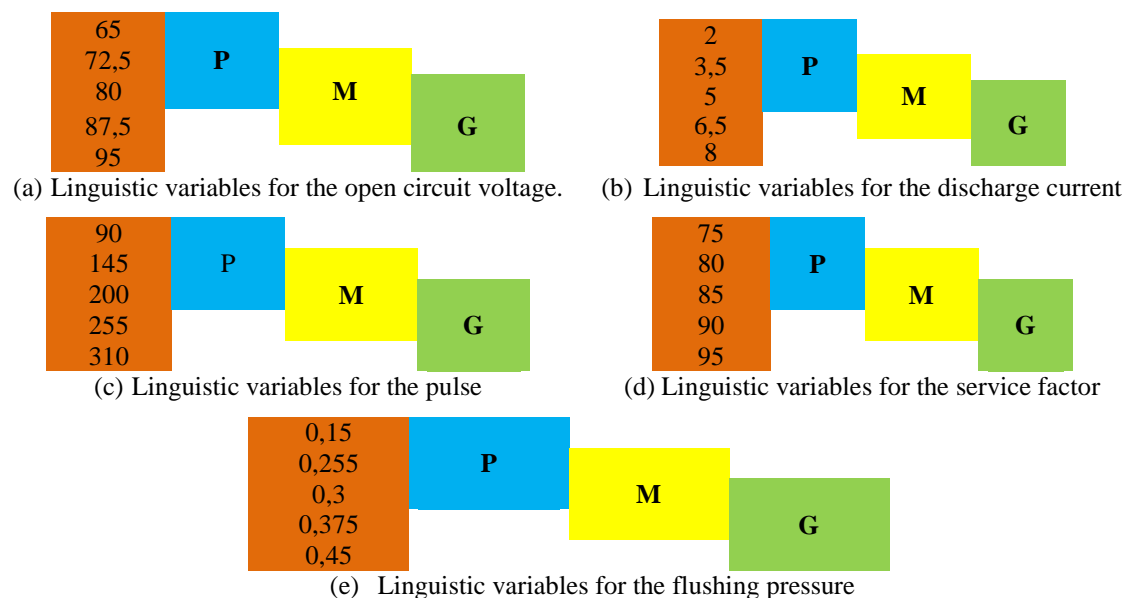 65
72,5
80
87,5
95
P
M
G
(a) Linguistic variables for the open circuit voltage.
2
3,5
5
6,5
8
P
M
G
(b) Linguistic variables for the discharge current
90
145
200
255
310
P
M
G
(c) Linguistic variables for the pulse
75
80
85
90
95
P
M
G
(d) Linguistic variables for the service factor
0,15
0,255
0,3
0,375
0,45
P
M
G
(e) Linguistic variables for the flushing pressure